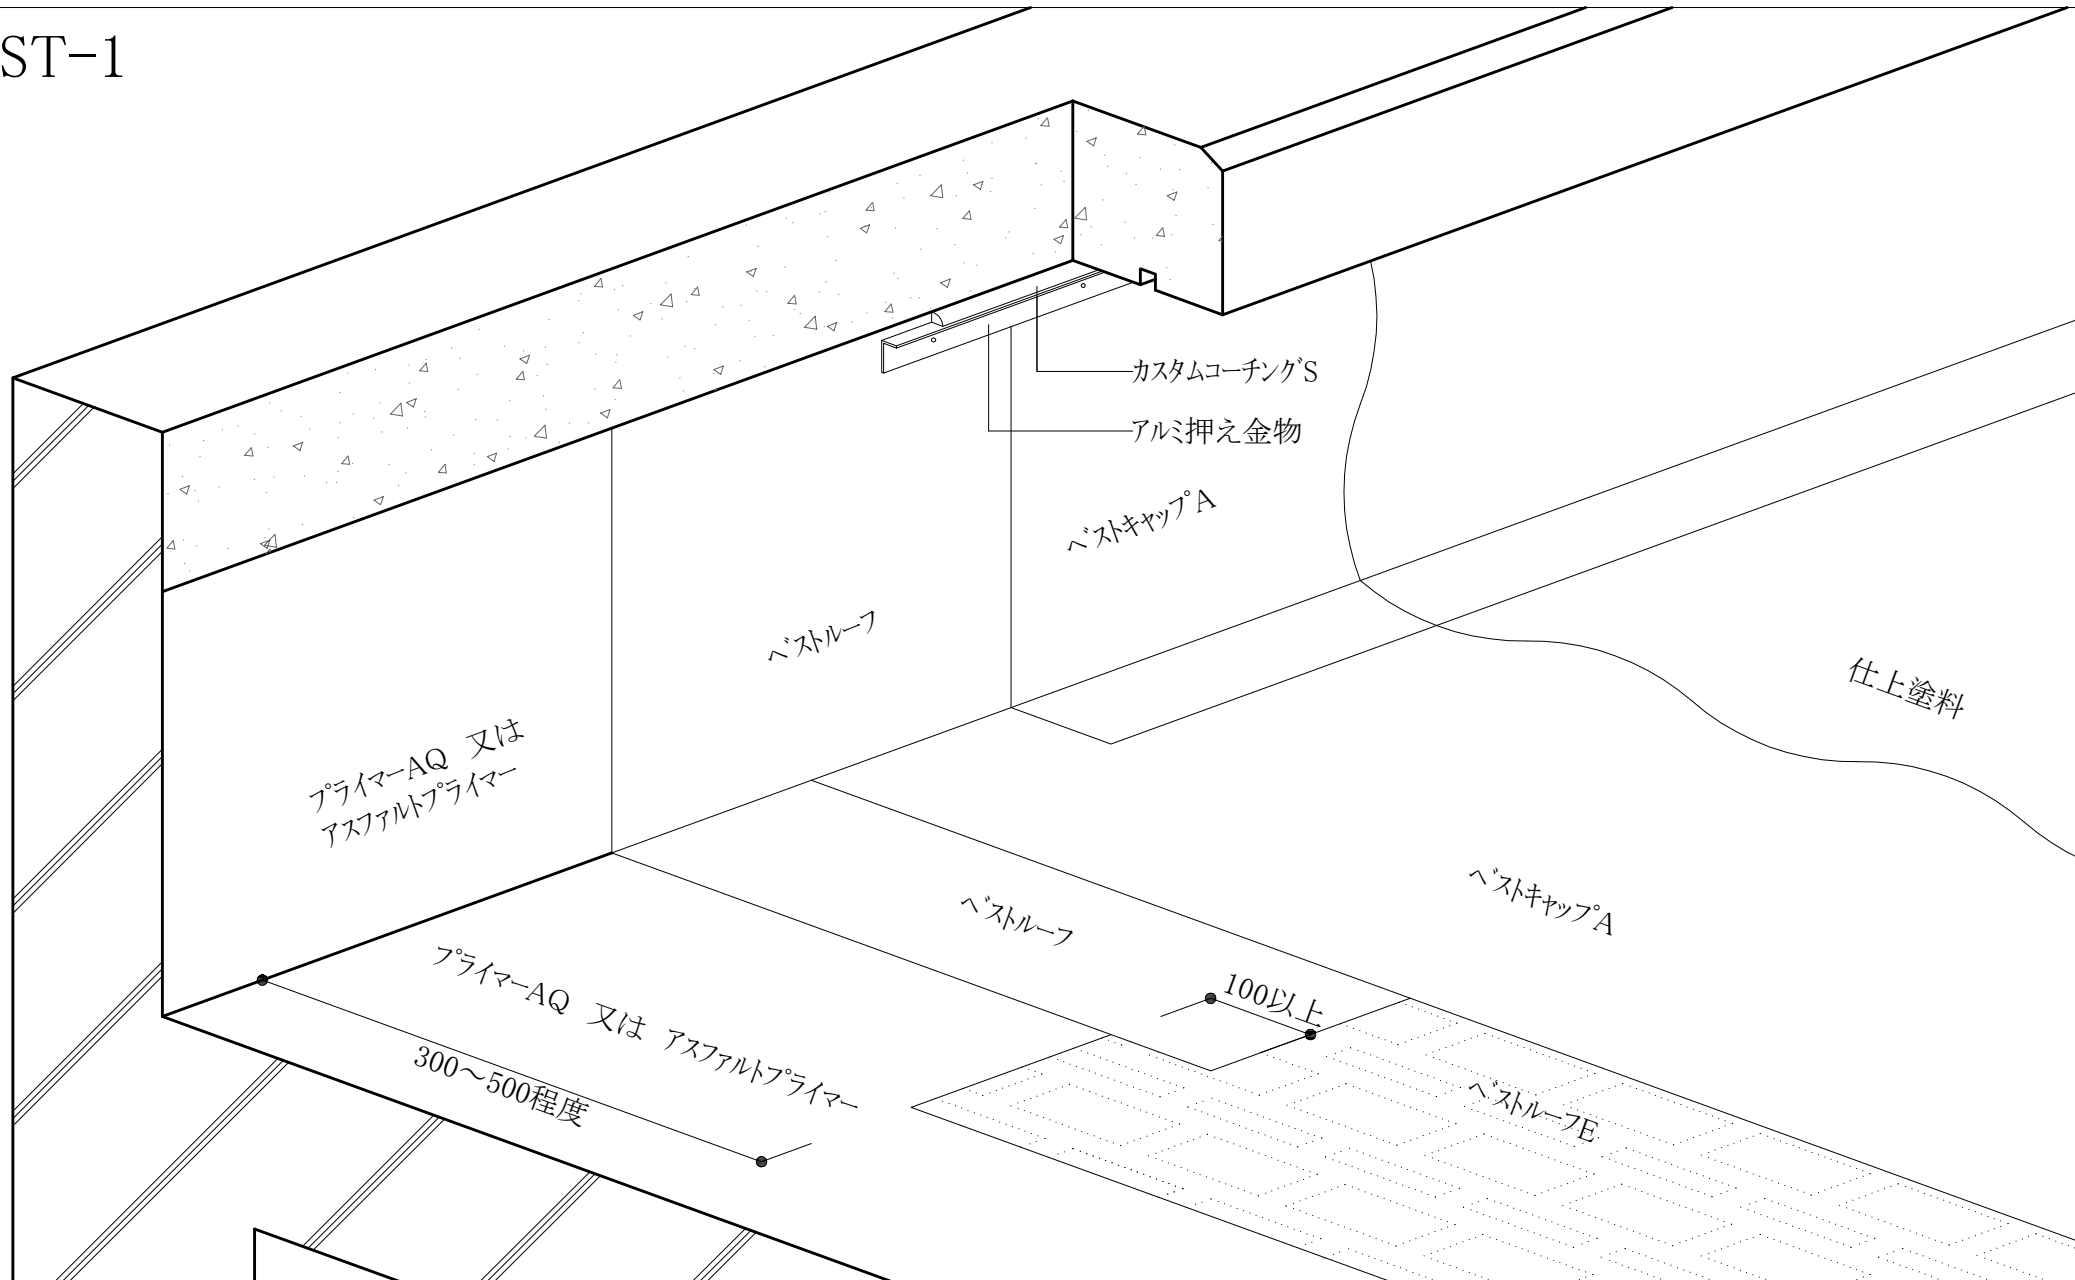 ST-1
カスタムコーチングS
アルミ押え金物
ベストキャップA
ベストルーフ
仕上塗料
プライマーAQ 又は
アスファルトプライマー
ベストキャップA
ベストルーフ
プライマーAQ 又は アスファルトプライマー
100以上
300～500程度
ベストルーフE